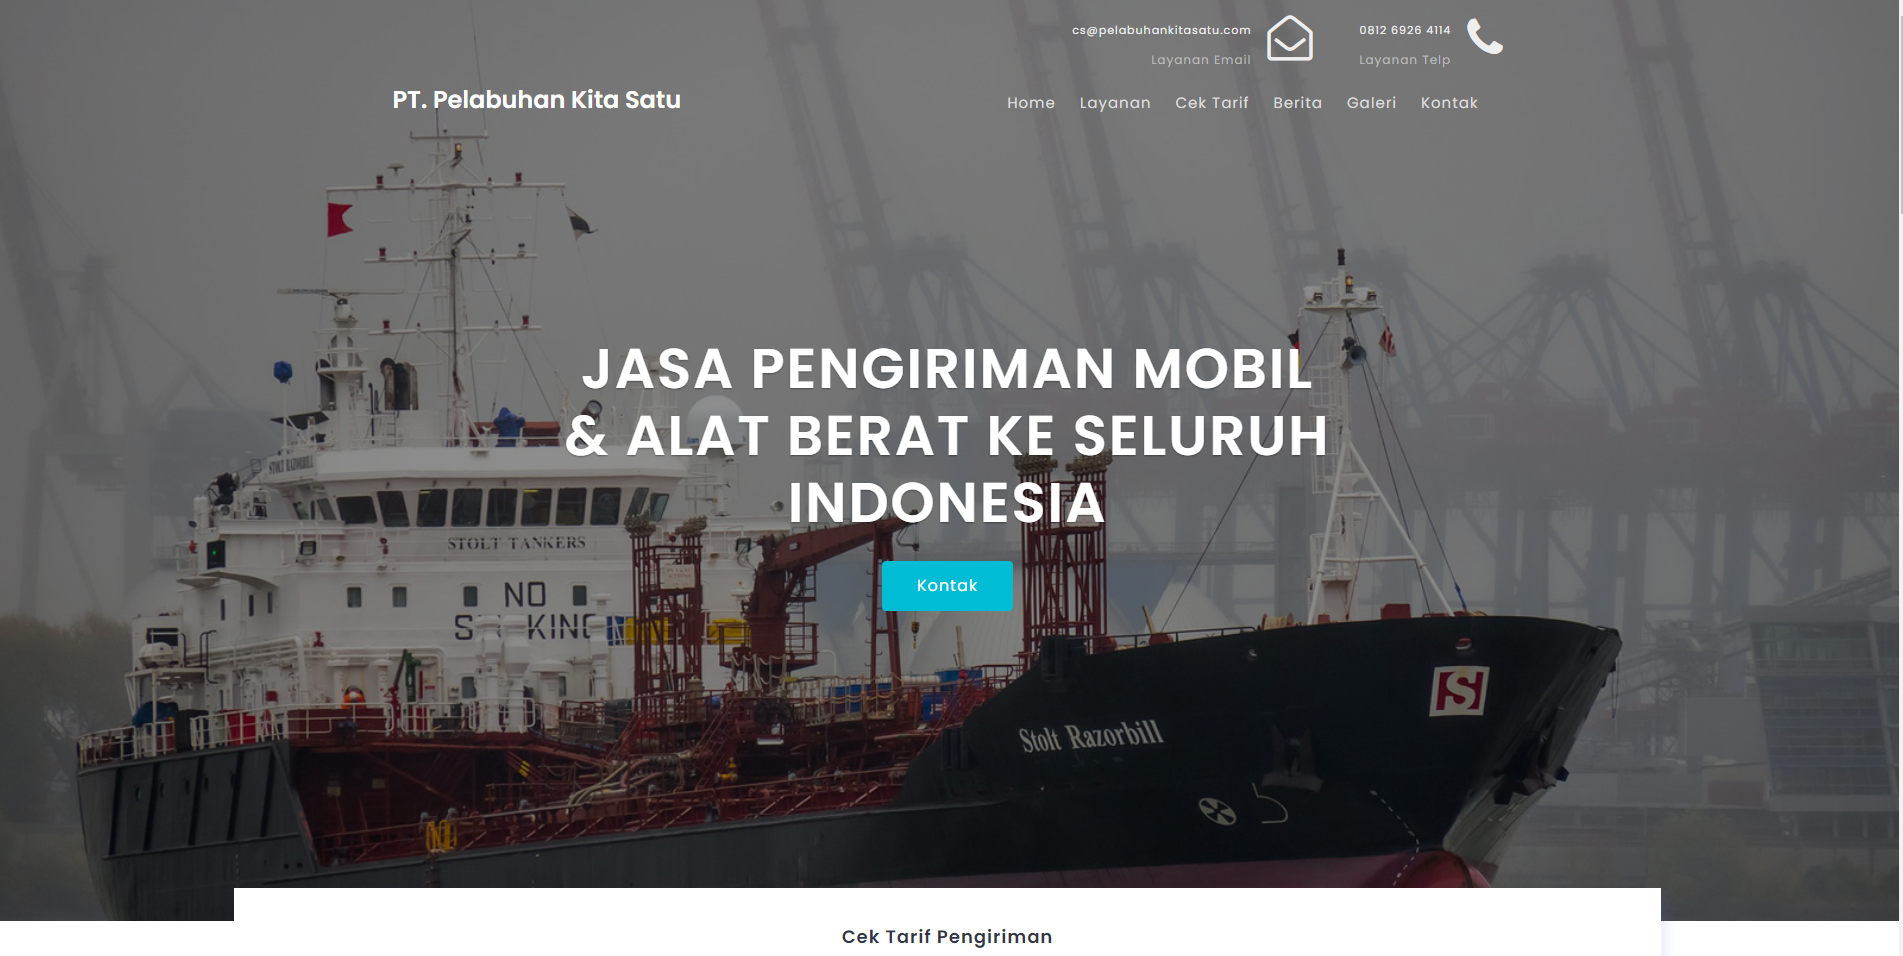 cs@pelabuhankitasatu.com
Layanan Email
0812 6926 4114
Layanan Telp
PT. Pelabuhan Kita Satu
Home Layanan Cek Tarif Berita Galeri Kontak
JASA PENGIRIMAN MOBIL
& ALAT BERAT KE SELURUH
INDONESIA
Kontak
STOLT RAZORBILL
STOLT TANKERS
NO
Stolt Razorbill
S
Cek Tarif Pengiriman